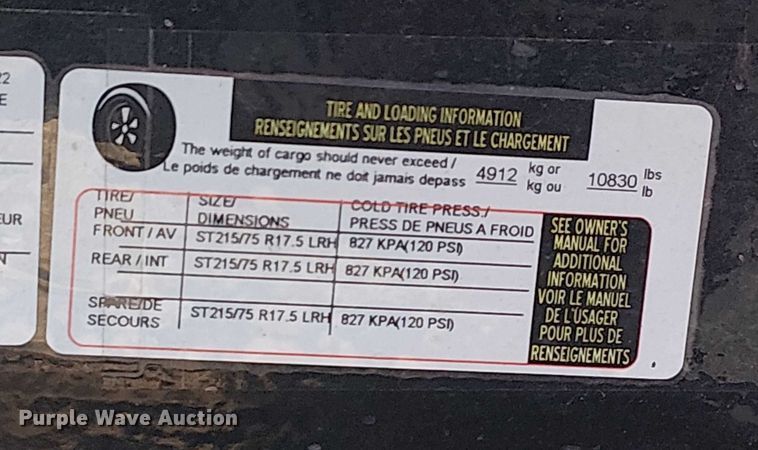 22
E
EUR
N
TIRE AND LOADING INFORMATION
RENSEIGNEMENTS SUR LES PNEUS ET LE CHARGEMENT
The weight of cargo should never exceed / 4912 kg or 10830 lbs
Le poids de chargement ne doit jamais depass kg ou lb
TIRE/ SIZE/ COLD TIRE PRESS./
PNEU DIMENSIONS PRESS DE PNEUS A FROID
FRONT / AV ST215/75 R17.5 LRH 827 KPA(120 PSI)
REAR / INT ST215/75 R17.5 LRH 827 KPA(120 PSI)
SPARE/DE
SECOURS ST215/75 R17.5 LRH 827 KPA(120 PSI)
SEE OWNER'S
MANUAL FOR
ADDITIONAL
INFORMATION
VOIR LE MANUEL
DE L'USAGER
POUR PLUS DE
RENSEIGNEMENTS
Purple Wave Auction